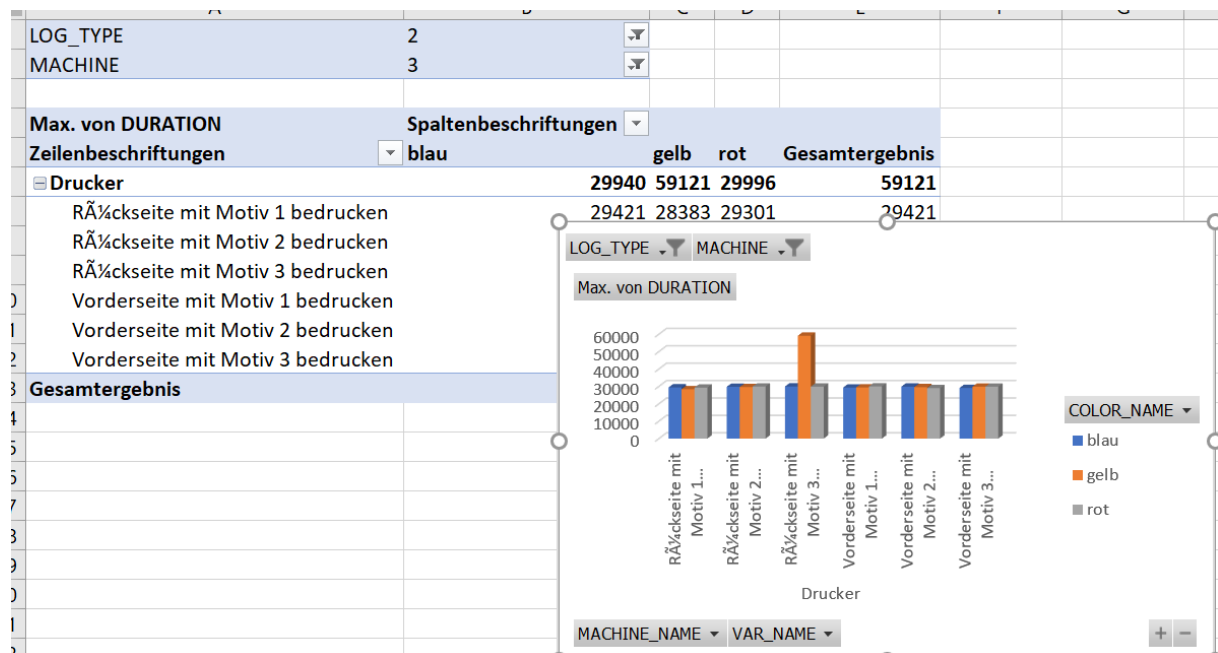 LOG_TYPE 2
MACHINE 3
Max. von DURATION Spaltenbeschriftungen
Zeilenbeschriftungen blau gelb rot Gesamtergebnis
Drucker 29940 59121 29996 59121
RÃ¼ckseite mit Motiv 1 bedrucken 29421 28383 29301 29421
RÃ¼ckseite mit Motiv 2 bedrucken
RÃ¼ckseite mit Motiv 3 bedrucken
Vorderseite mit Motiv 1 bedrucken
Vorderseite mit Motiv 2 bedrucken
Vorderseite mit Motiv 3 bedrucken
Gesamtergebnis
LOG_TYPE MACHINE
Max. von DURATION
60000
50000
40000
30000
20000
10000
0
RÃ¼ckseite mit
Motiv 1...
RÃ¼ckseite mit
Motiv 2...
RÃ¼ckseite mit
Motiv 3...
Vorderseite mit
Motiv 1...
Vorderseite mit
Motiv 2...
Vorderseite mit
Motiv 3...
Drucker
COLOR_NAME
blau
gelb
rot
MACHINE_NAME VAR_NAME